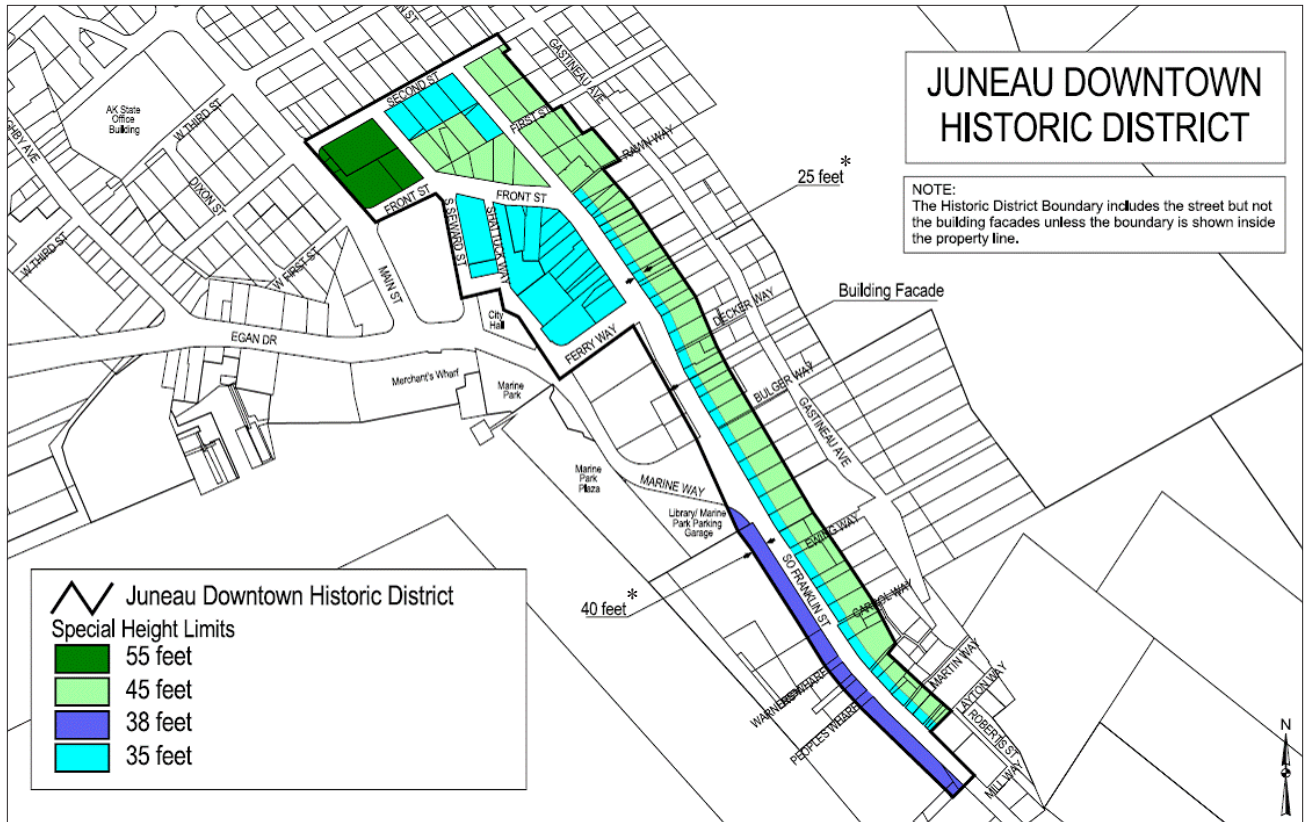 JUNEAU DOWNTOWN
HISTORIC DISTRICT
NOTE:
The Historic District Boundary includes the street but not
the building facades unless the boundary is shown inside
the property line.
GASTINEAU AVE
SECOND ST
AK State
Office
Building
W THIRD ST
FIRST ST
RAWN WAY
25 feet *
DIXON ST
FRONT ST
FRONT ST
S SEWARD ST
SHATTUCK WAY
W THIRD ST
W FIRST ST
MAIN ST
Building Facade
DECKER WAY
City
Hall
EGAN DR
FERRY WAY
Merchant's Wharf
Marine
Park
BULGER WAY
GASTINEAU AVE
Marine
Park
Plaza
MARINE WAY
Library/ Marine
Park Parking
Garage
EWING WAY
SO FRANKLIN ST
40 feet *
CARROL WAY
MARTIN WAY
LAYTON WAY
ROBERTS ST
PEOPLES WHARF
MILL WAY
N
Juneau Downtown Historic District
Special Height Limits
55 feet
45 feet
38 feet
35 feet